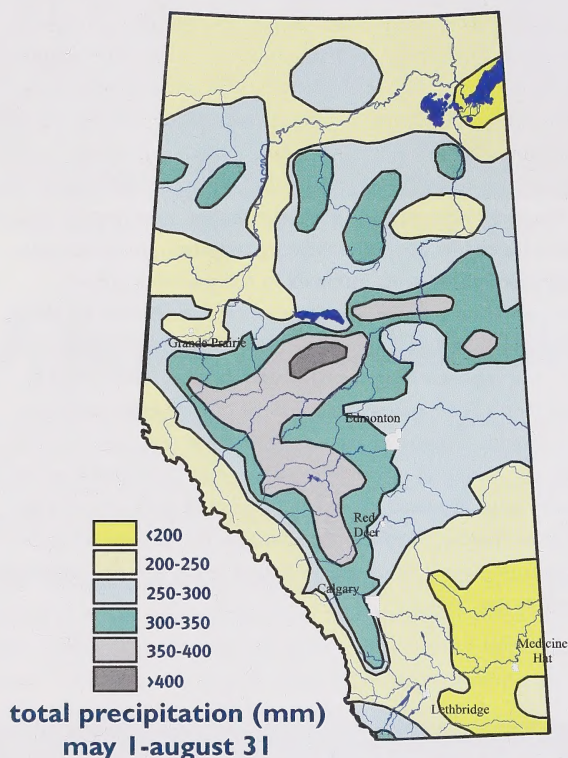 Grande Prairie
Edmonton
Red
Deer
Calgary
Medicine
Hat
Lethbridge
<200
200-250
250-300
300-350
350-400
>400
total precipitation (mm)
may 1-august 31